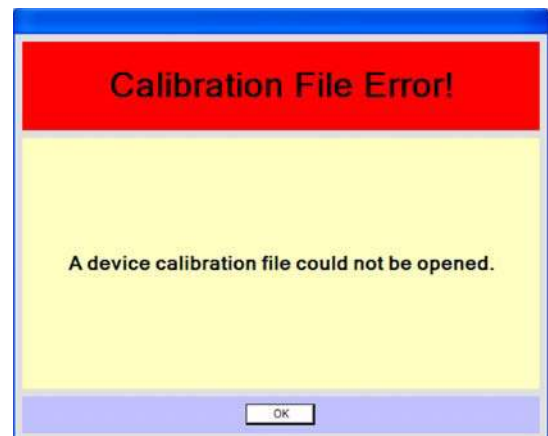 Calibration File Error!
A device calibration file could not be opened.
OK